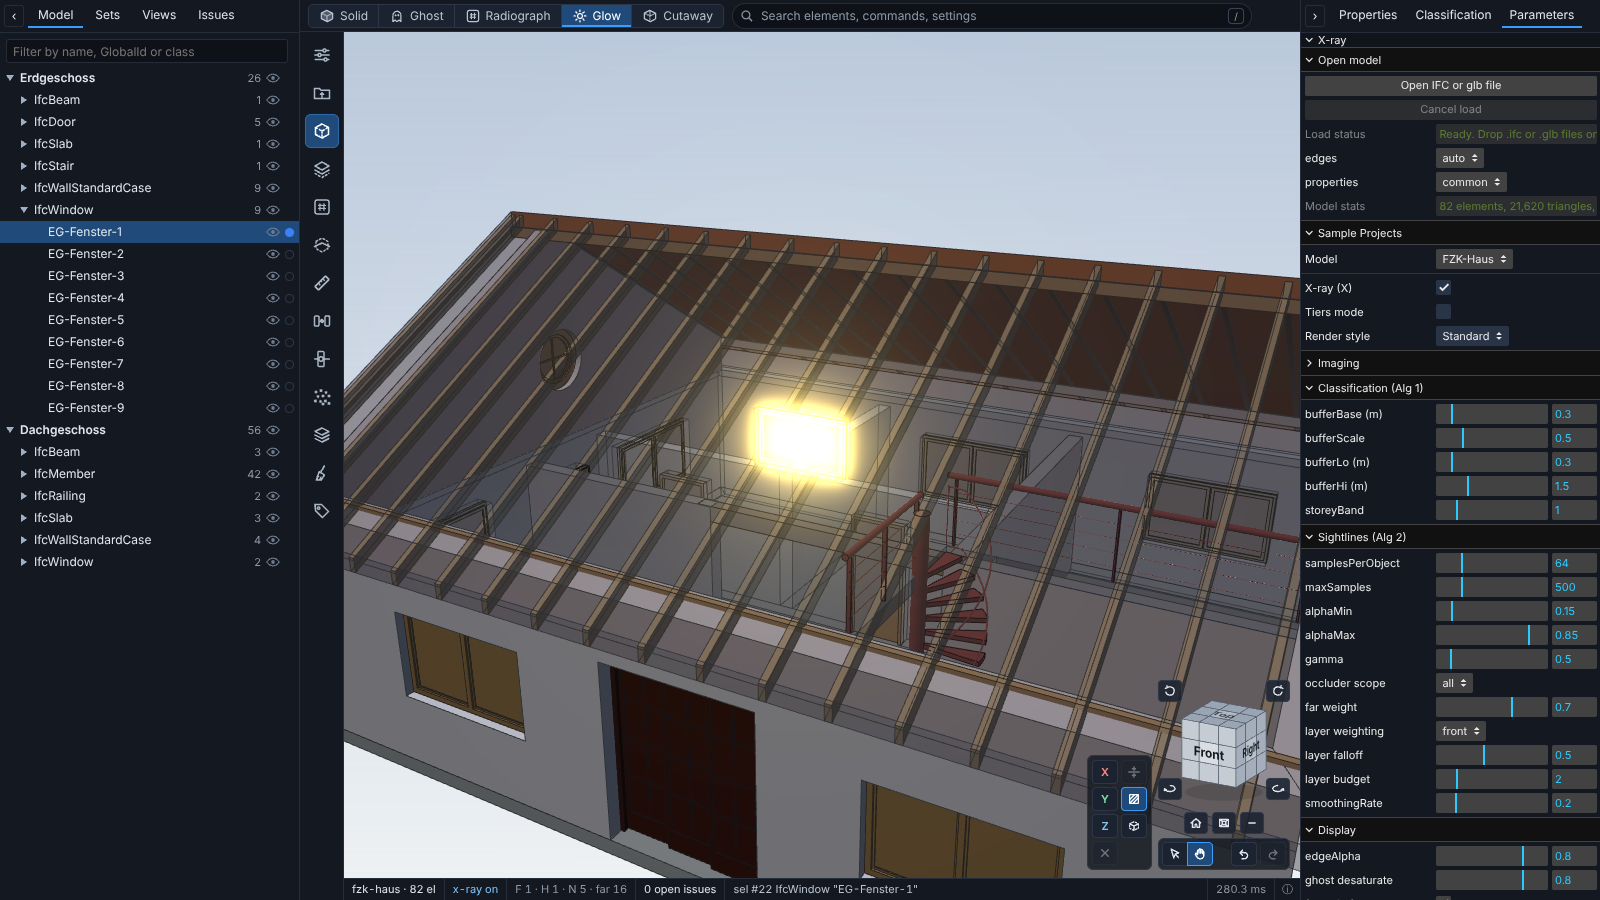 Model Sets Views Issues
Solid Ghost Radiograph Glow Cutaway
Search elements, commands, settings /
Properties Classification Parameters
Filter by name, GlobalId or class
Erdgeschoss 26
IfcBeam 1
IfcDoor 5
IfcSlab 1
IfcStair 1
IfcWallStandardCase 9
IfcWindow 9
EG-Fenster-1
EG-Fenster-2
EG-Fenster-3
EG-Fenster-4
EG-Fenster-5
EG-Fenster-6
EG-Fenster-7
EG-Fenster-8
EG-Fenster-9
Dachgeschoss 56
IfcBeam 3
IfcMember 42
IfcRailing 2
IfcSlab 3
IfcWallStandardCase 4
IfcWindow 2
Top
Front
Right
X
Y
Z
fzk-haus · 82 el
x-ray on
F 1 · H 1 · N 5 · far 16
0 open issues
sel #22 IfcWindow "EG-Fenster-1"
280.3 ms
X-ray
Open model
Open IFC or glb file
Cancel load
Load status Ready. Drop .ifc or .glb files or
edges auto
properties common
Model stats 82 elements, 21,620 triangles,
Sample Projects
Model FZK-Haus
X-ray (X)
Tiers mode
Render style Standard
Imaging
Classification (Alg 1)
bufferBase (m) 0.3
bufferScale 0.5
bufferLo (m) 0.3
bufferHi (m) 1.5
storeyBand 1
Sightlines (Alg 2)
samplesPerObject 64
maxSamples 500
alphaMin 0.15
alphaMax 0.85
gamma 0.5
occluder scope all
far weight 0.7
layer weighting front
layer falloff 0.5
layer budget 2
smoothingRate 0.2
Display
edgeAlpha 0.8
ghost desaturate 0.8